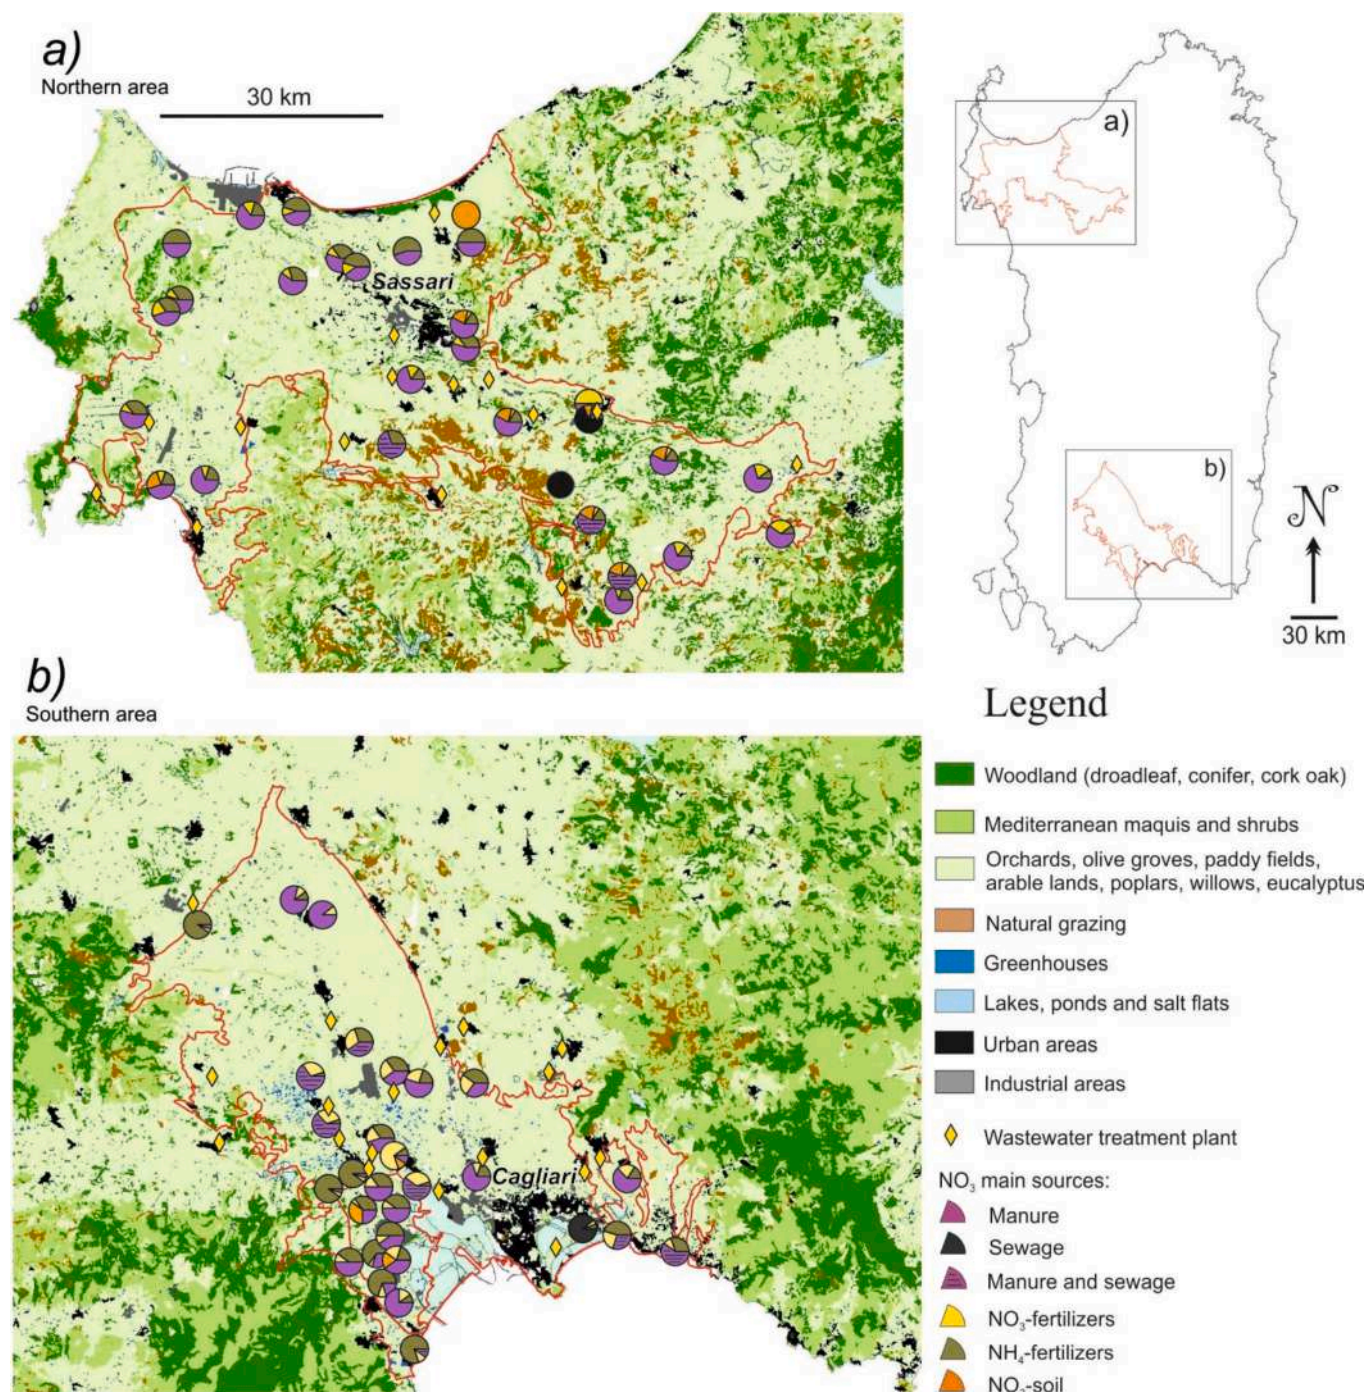 a)
Northern area
30 km
Sassari
a)
b)
N
30 km
b)
Southern area
Cagliari
Legend
Woodland (droadleaf, conifer, cork oak)
Mediterranean maquis and shrubs
Orchards, olive groves, paddy fields,
arable lands, poplars, willows, eucalyptus
Natural grazing
Greenhouses
Lakes, ponds and salt flats
Urban areas
Industrial areas
Wastewater treatment plant
NO₃ main sources:
Manure
Sewage
Manure and sewage
NO₃-fertilizers
NH₄-fertilizers
NO₃-soil